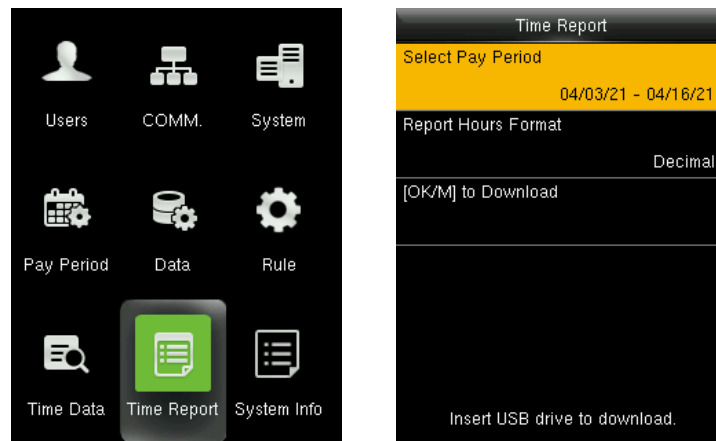 Users COMM. System
Pay Period Data Rule
Time Data Time Report System Info
Time Report
Select Pay Period
04/03/21 - 04/16/21
Report Hours Format
Decimal
[OK/M] to Download
Insert USB drive to download.